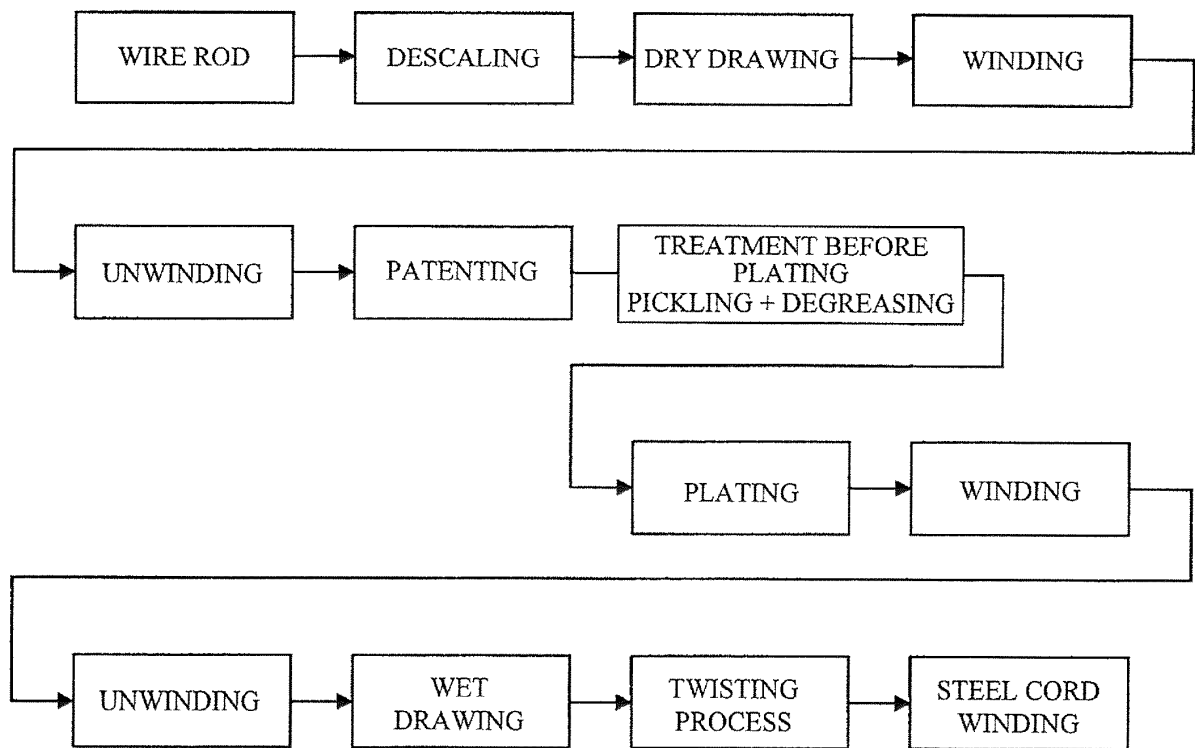 WIRE ROD
DESCALING
DRY DRAWING
WINDING
UNWINDING
PATENTING
TREATMENT BEFORE
PLATING
PICKLING + DEGREASING
PLATING
WINDING
UNWINDING
WET
DRAWING
TWISTING
PROCESS
STEEL CORD
WINDING